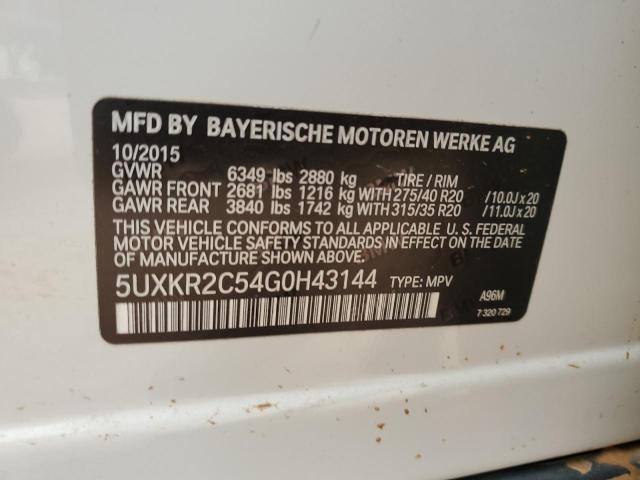 MFD BY BAYERISCHE MOTOREN WERKE AG
10/2015
GVWR 6349 lbs 2880 kg TIRE / RIM
GAWR FRONT 2681 lbs 1216 kg WITH 275/40 R20 /10.0J x 20
GAWR REAR 3840 lbs 1742 kg WITH 315/35 R20 /11.0J x 20
THIS VEHICLE CONFORMS TO ALL APPLICABLE U. S. FEDERAL
MOTOR VEHICLE SAFETY STANDARDS IN EFFECT ON THE DATE
OF MANUFACTURE SHOWN ABOVE.
5UXKR2C54G0H43144 TYPE: MPV A96M
7 320 729